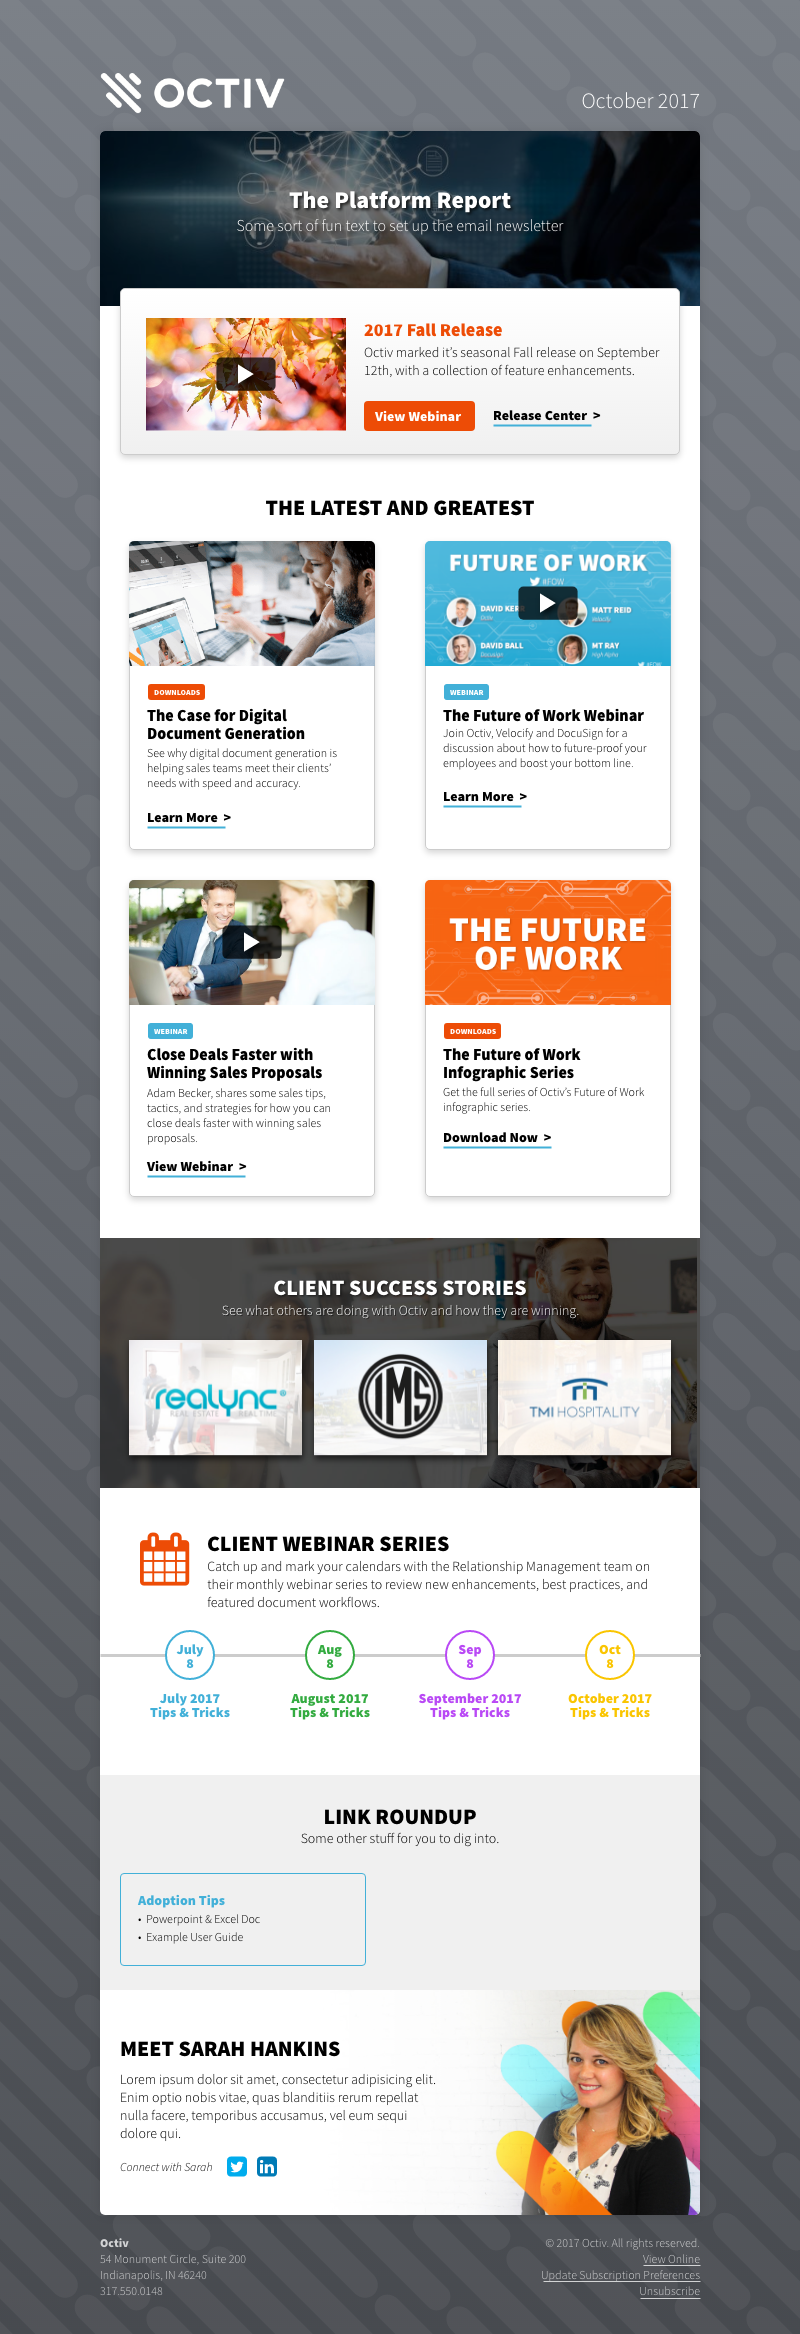 OCTIV
October 2017
The Platform Report
Some sort of fun text to set up the email newsletter
2017 Fall Release
Octiv marked it's seasonal Fall release on September
12th, with a collection of feature enhancements.
View Webinar
Release Center >
THE LATEST AND GREATEST
DOWNLOADS
The Case for Digital
Document Generation
See why digital document generation is
helping sales teams meet their clients'
needs with speed and accuracy.
Learn More >
FUTURE OF WORK
#FOW
DAVID KERR
MATT REID
Velocify
DAVID BALL
Docusign
MT RAY
High Alpha
#FOW
WEBINAR
The Future of Work Webinar
Join Octiv, Velocify and DocuSign for a
discussion about how to future-proof your
employees and boost your bottom line.
Learn More >
WEBINAR
Close Deals Faster with
Winning Sales Proposals
Adam Becker, shares some sales tips,
tactics, and strategies for how you can
close deals faster with winning sales
proposals.
View Webinar >
THE FUTURE
OF WORK
DOWNLOADS
The Future of Work
Infographic Series
Get the full series of Octiv's Future of Work
infographic series.
Download Now >
CLIENT SUCCESS STORIES
See what others are doing with Octiv and how they are winning.
realync®
REAL ESTATE REAL TIME
IMS
TMI HOSPITALITY
CLIENT WEBINAR SERIES
Catch up and mark your calendars with the Relationship Management team on
their monthly webinar series to review new enhancements, best practices, and
featured document workflows.
July
8
Aug
8
Sep
8
Oct
8
July 2017
Tips & Tricks
August 2017
Tips & Tricks
September 2017
Tips & Tricks
October 2017
Tips & Tricks
LINK ROUNDUP
Some other stuff for you to dig into.
Adoption Tips
• Powerpoint & Excel Doc
• Example User Guide
MEET SARAH HANKINS
Lorem ipsum dolor sit amet, consectetur adipisicing elit.
Enim optio nobis vitae, quas blanditiis rerum repellat
nulla facere, temporibus accusamus, vel eum sequi
dolore qui.
Connect with Sarah
in
Octiv
54 Monument Circle, Suite 200
Indianapolis, IN 46240
317.550.0148
© 2017 Octiv. All rights reserved.
View Online
Update Subscription Preferences
Unsubscribe